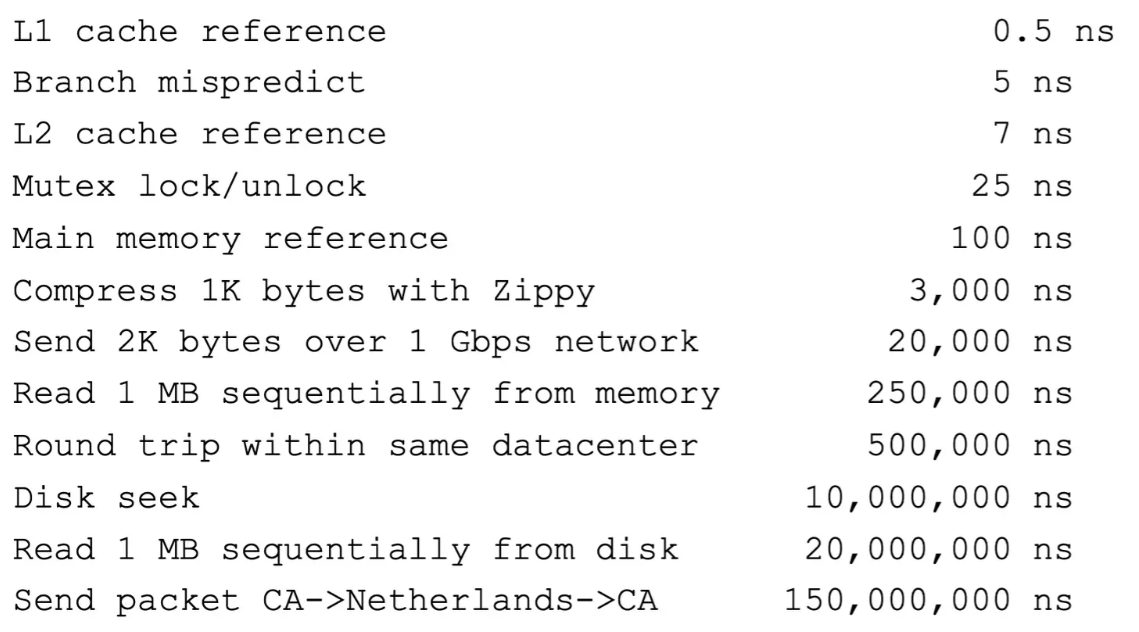 L1 cache reference 0.5 ns
Branch mispredict 5 ns
L2 cache reference 7 ns
Mutex lock/unlock 25 ns
Main memory reference 100 ns
Compress 1K bytes with Zippy 3,000 ns
Send 2K bytes over 1 Gbps network 20,000 ns
Read 1 MB sequentially from memory 250,000 ns
Round trip within same datacenter 500,000 ns
Disk seek 10,000,000 ns
Read 1 MB sequentially from disk 20,000,000 ns
Send packet CA->Netherlands->CA 150,000,000 ns